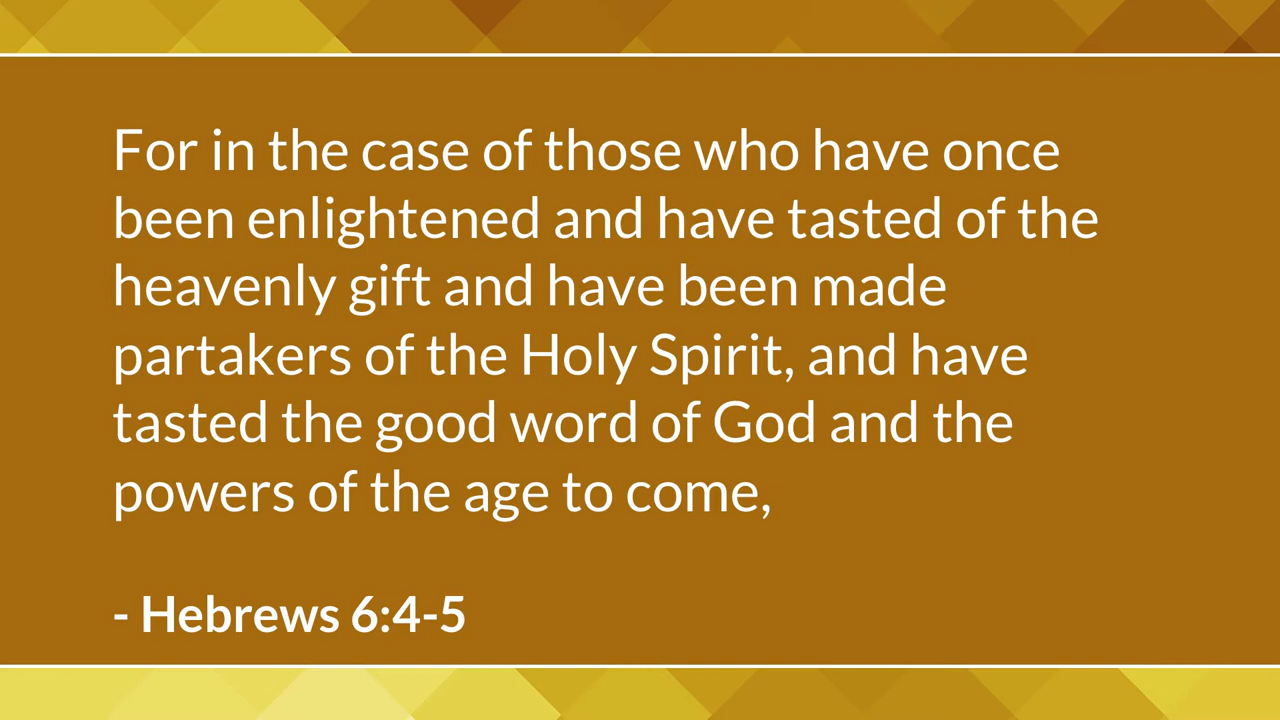 For in the case of those who have once
been enlightened and have tasted of the
heavenly gift and have been made
partakers of the Holy Spirit, and have
tasted the good word of God and the
powers of the age to come,
- Hebrews 6:4-5